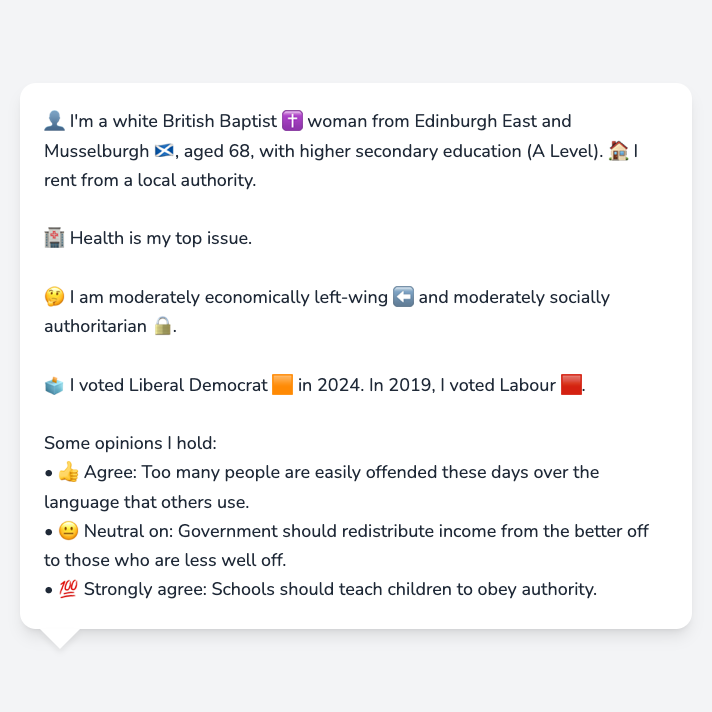 👤 I'm a white British Baptist ✝️ woman from Edinburgh East and
Musselburgh 🏴󠁧󠁢󠁳󠁣󠁴󠁿, aged 68, with higher secondary education (A Level). 🏠 I
rent from a local authority.
🏥 Health is my top issue.
🤔 I am moderately economically left-wing ⬅️ and moderately socially
authoritarian 🔒.
🗳️ I voted Liberal Democrat 🟧 in 2024. In 2019, I voted Labour 🟥.
Some opinions I hold:
• 👍 Agree: Too many people are easily offended these days over the
language that others use.
• 😐 Neutral on: Government should redistribute income from the better off
to those who are less well off.
• 💯 Strongly agree: Schools should teach children to obey authority.